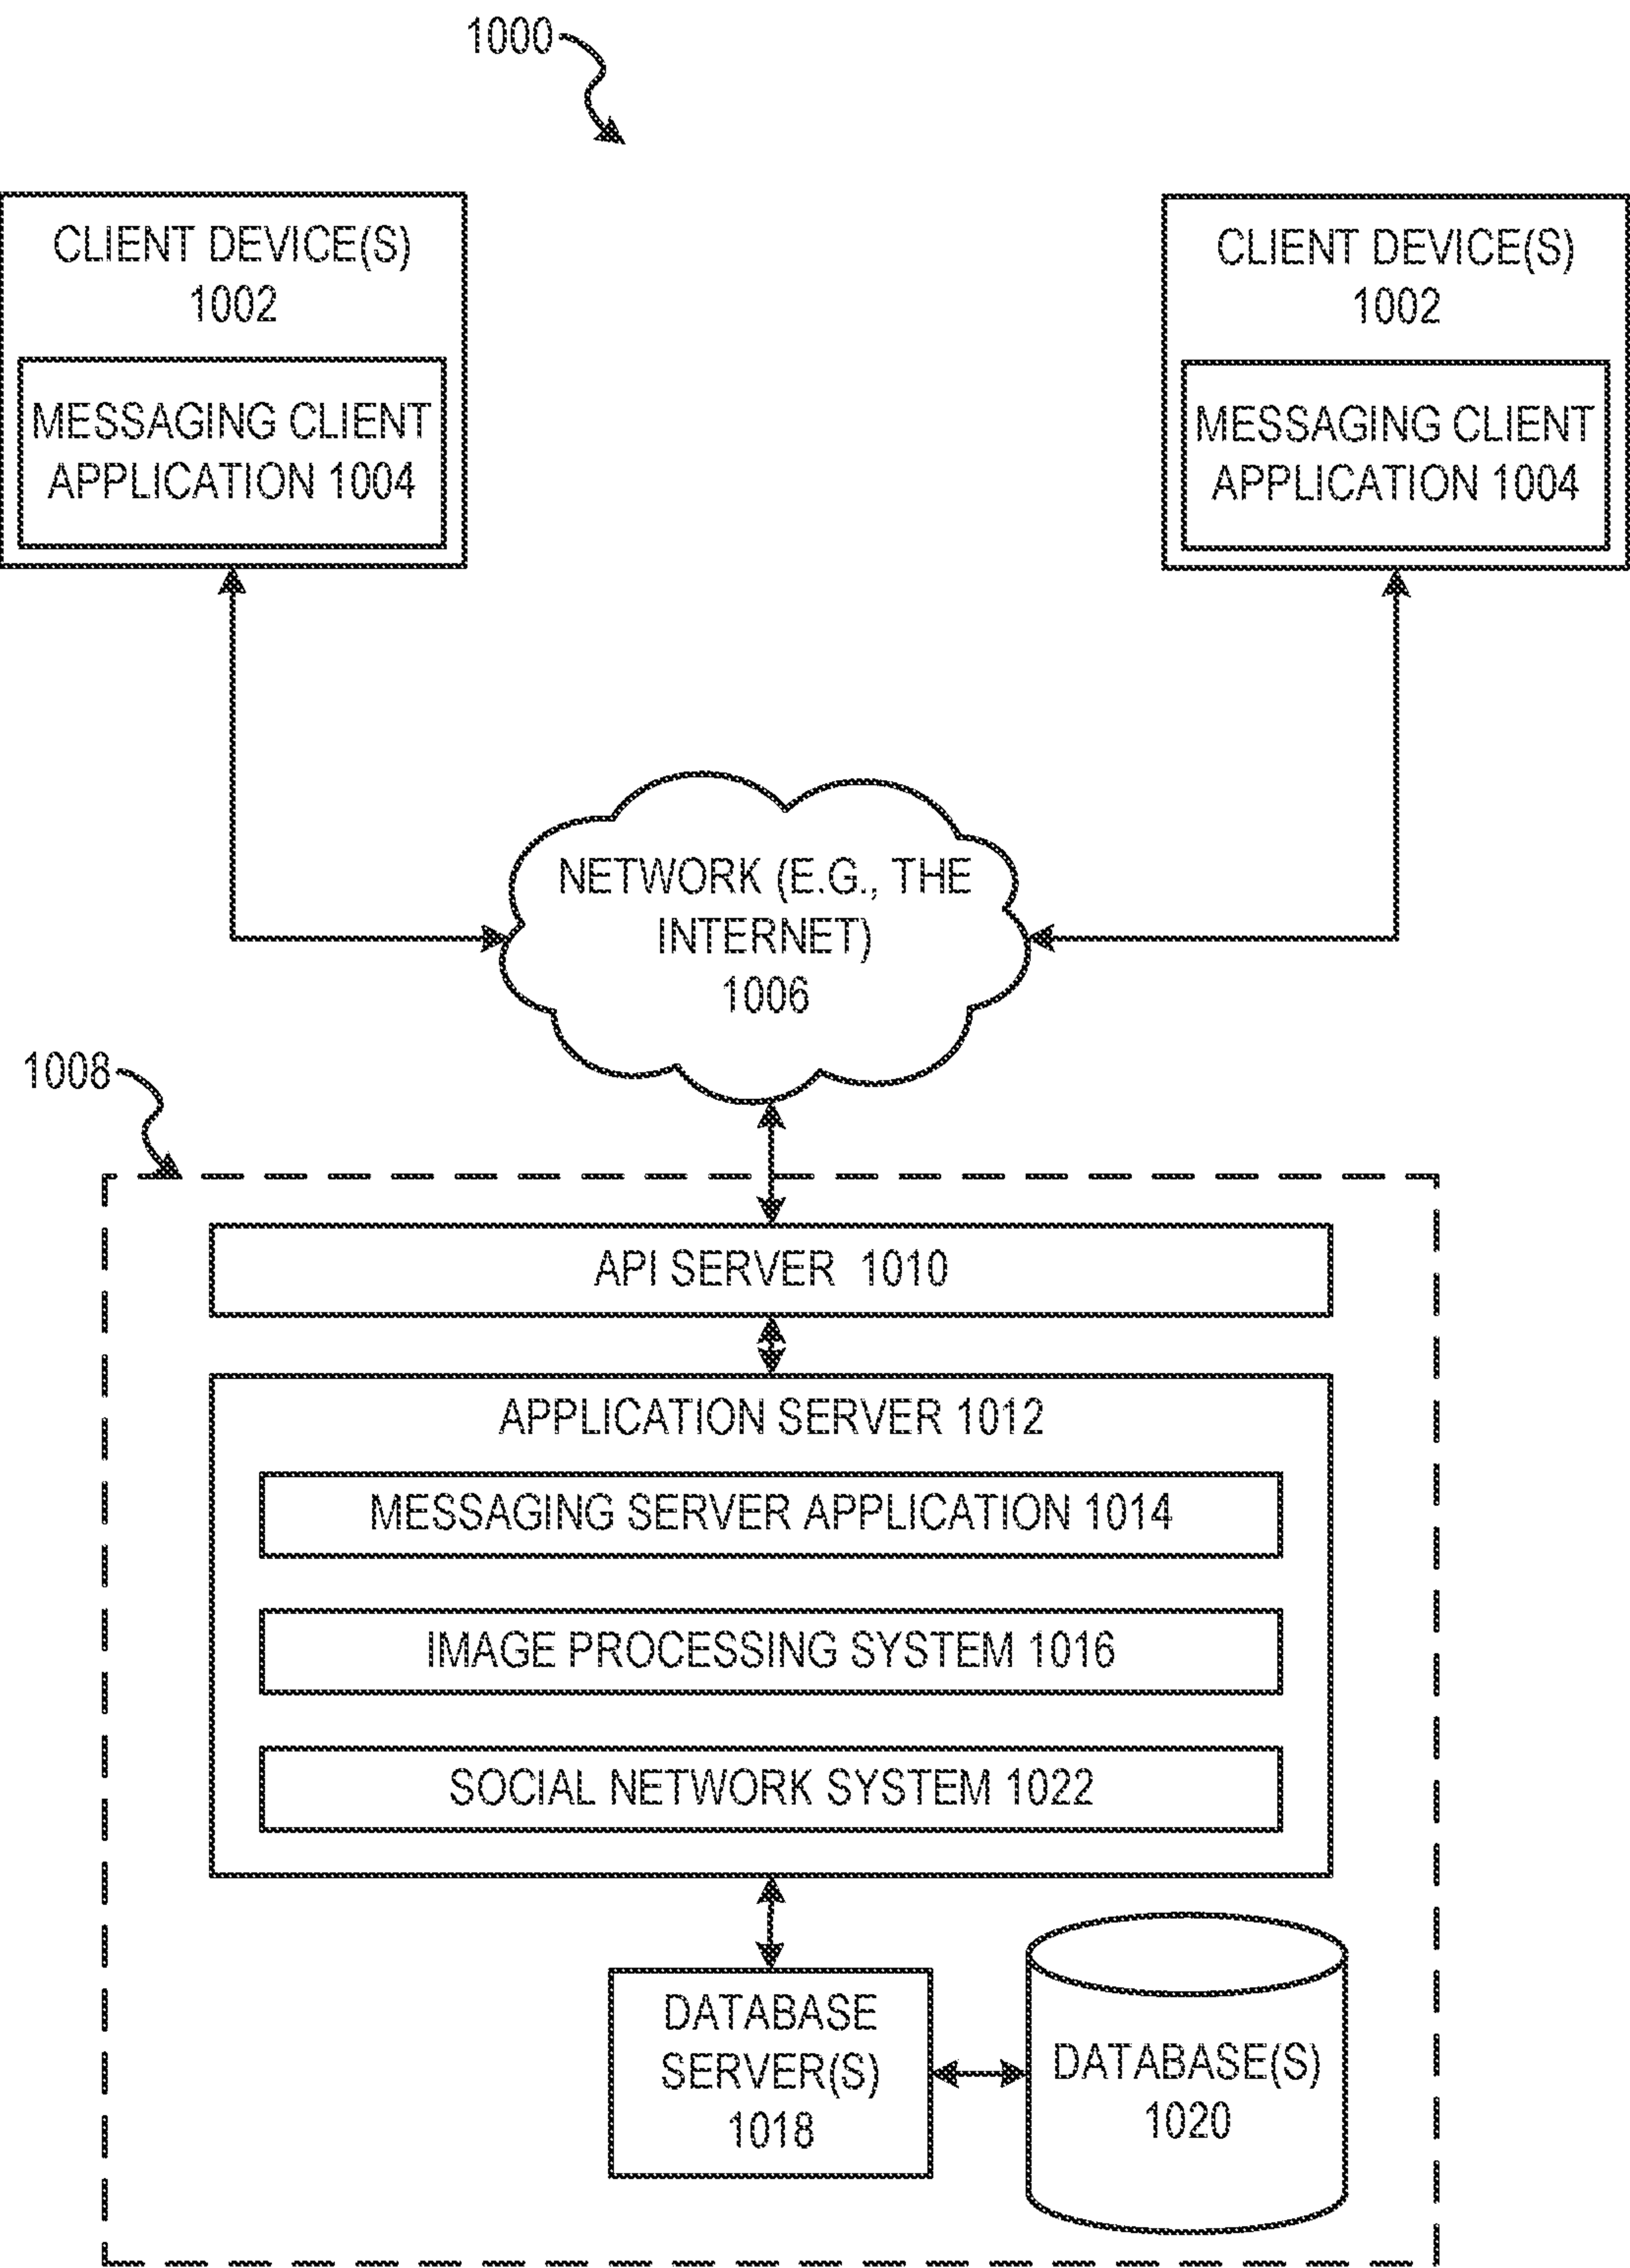 1000
CLIENT DEVICE(S)
1002
MESSAGING CLIENT
APPLICATION 1004
CLIENT DEVICE(S)
1002
MESSAGING CLIENT
APPLICATION 1004
NETWORK (E.G., THE
INTERNET)
1006
1008
API SERVER 1010
APPLICATION SERVER 1012
MESSAGING SERVER APPLICATION 1014
IMAGE PROCESSING SYSTEM 1016
SOCIAL NETWORK SYSTEM 1022
DATABASE
SERVER(S)
1018
DATABASE(S)
1020